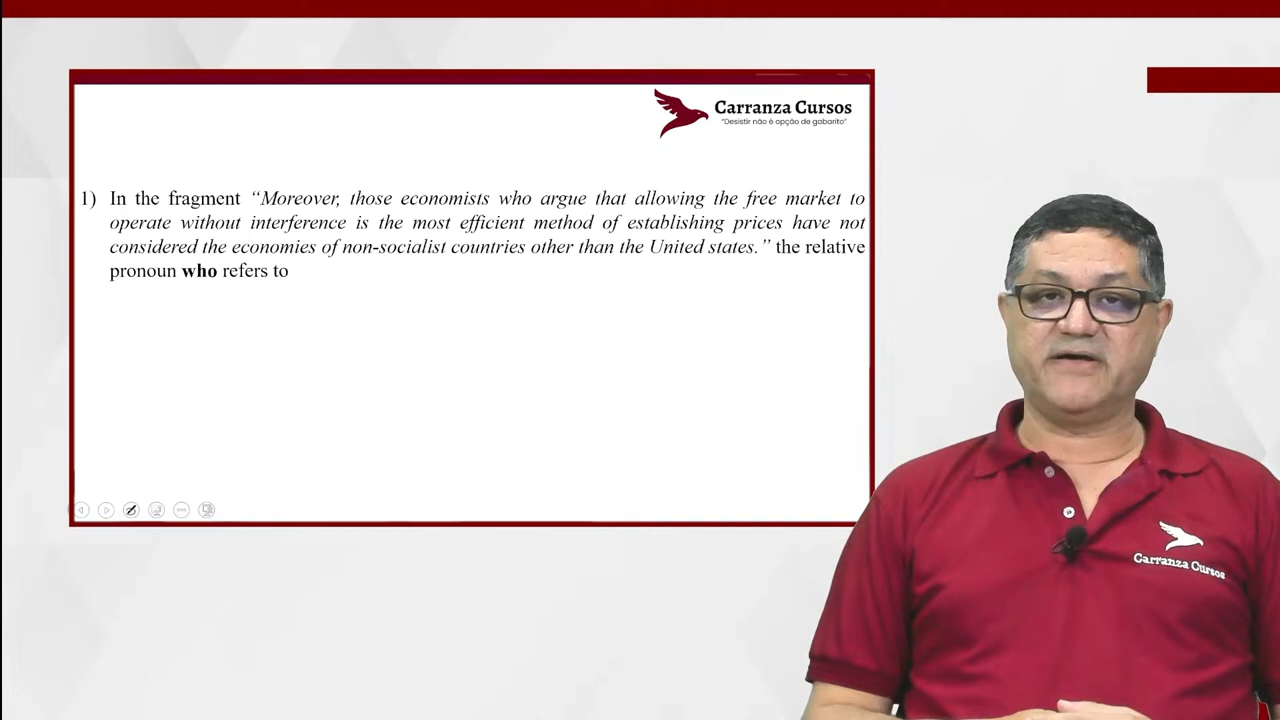 Carranza Cursos
"Desistir não é opção de gabarito"
1) In the fragment “Moreover, those economists who argue that allowing the free market to
operate without interference is the most efficient method of establishing prices have not
considered the economies of non-socialist countries other than the United states.” the relative
pronoun who refers to
Carranza Cursos